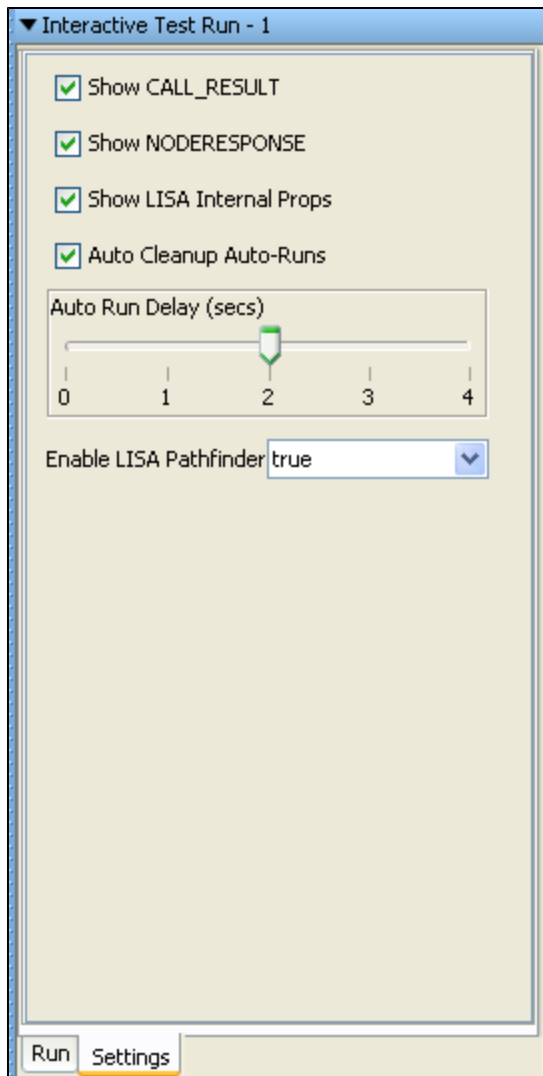 Interactive Test Run - 1
Show CALL_RESULT
Show NODERESPONSE
Show LISA Internal Props
Auto Cleanup Auto-Runs
Auto Run Delay (secs)
0 1 2 3 4
Enable LISA Pathfinder true
Run Settings